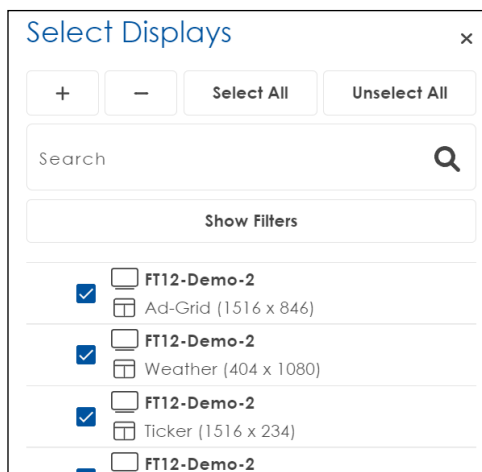 Select Displays ×
+ − Select All Unselect All
Search
Show Filters
FT12-Demo-2
Ad-Grid (1516 x 846)
FT12-Demo-2
Weather (404 x 1080)
FT12-Demo-2
Ticker (1516 x 234)
FT12-Demo-2